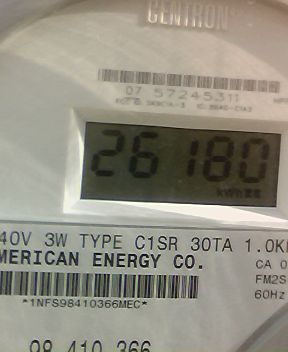 CENTRON
07 57245311
26180
kWh
40V 3W TYPE C1SR 30TA 1.0K
MERICAN ENERGY CO.
CA 0
FM2S
60Hz
*1NFS98410366MEC*
98 410 366